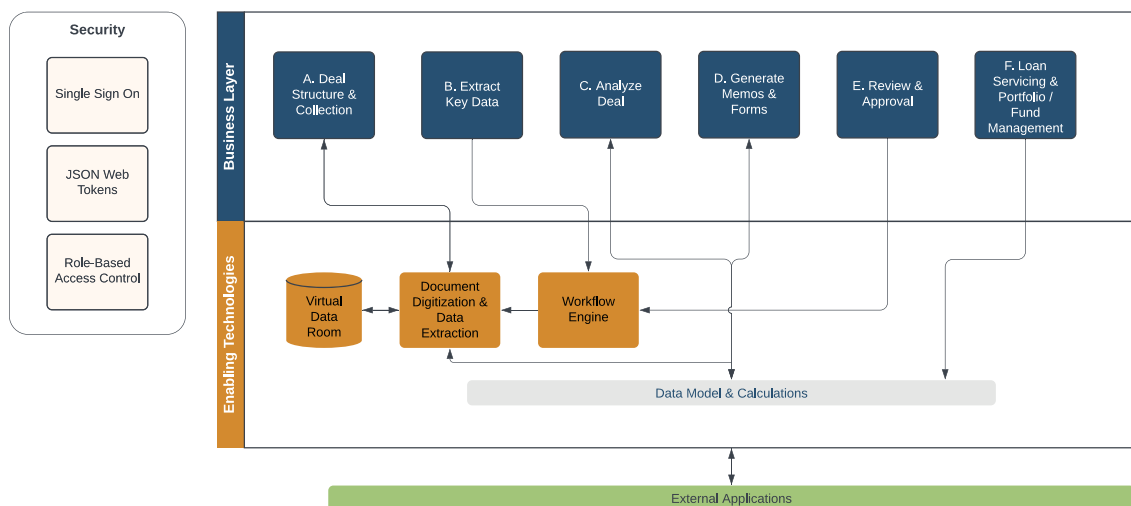 Security
Single Sign On
JSON Web
Tokens
Role-Based
Access Control
Business Layer
A. Deal
Structure &
Collection
B. Extract
Key Data
C. Analyze
Deal
D. Generate
Memos &
Forms
E. Review &
Approval
F. Loan
Servicing &
Portfolio /
Fund
Management
Enabling Technologies
Virtual
Data
Room
Document
Digitization &
Data
Extraction
Workflow
Engine
Data Model & Calculations
External Applications